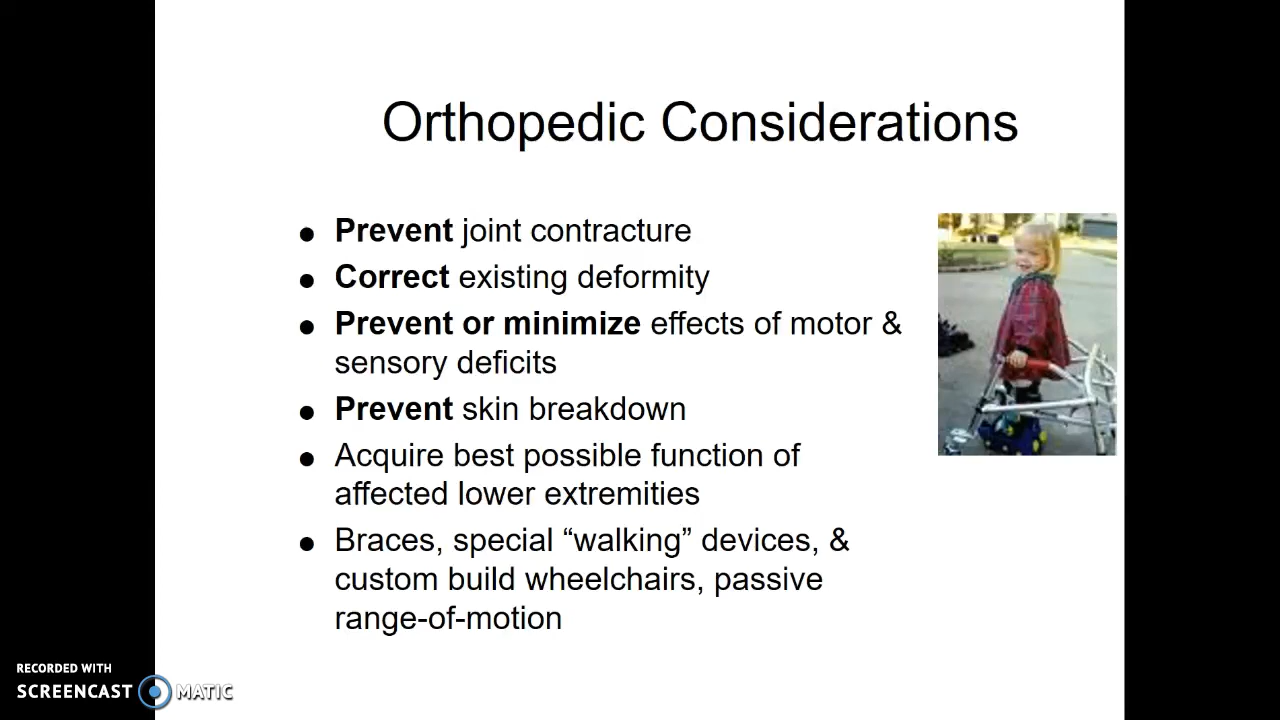 Orthopedic Considerations
● Prevent joint contracture
● Correct existing deformity
● Prevent or minimize effects of motor &
sensory deficits
● Prevent skin breakdown
● Acquire best possible function of
affected lower extremities
● Braces, special “walking” devices, &
custom build wheelchairs, passive
range-of-motion
RECORDED WITH
SCREENCAST MATIC